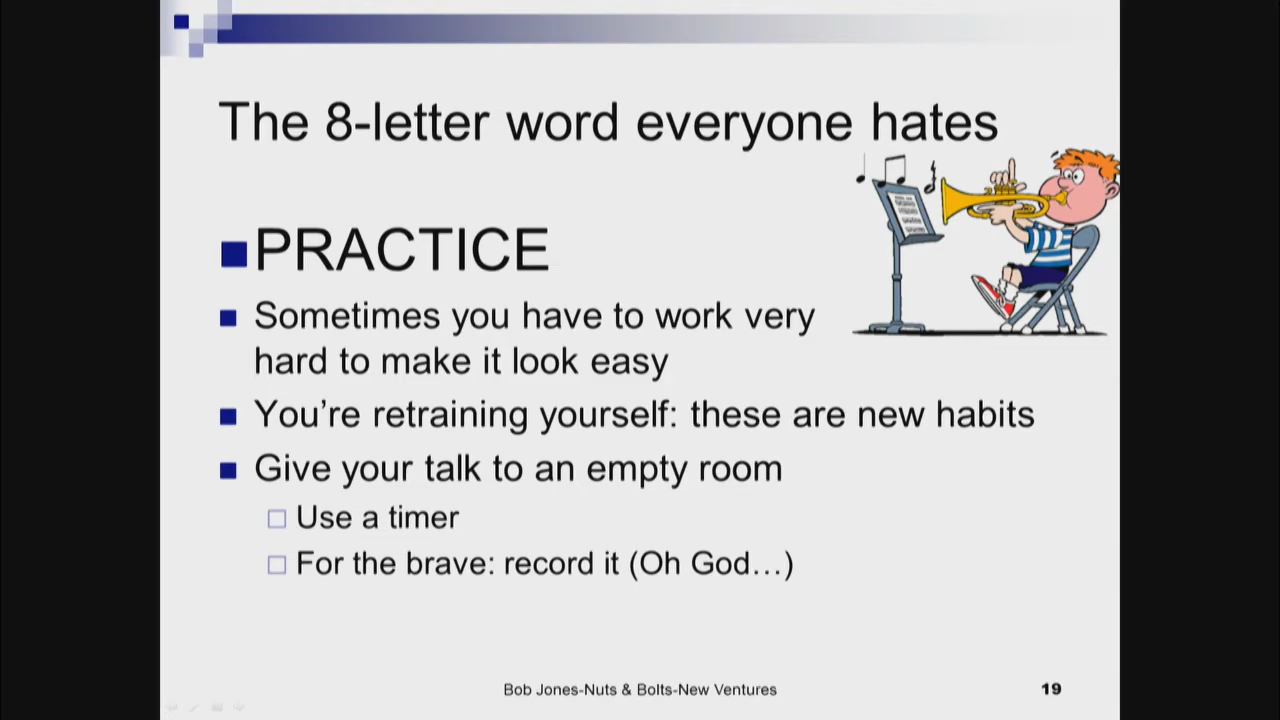 The 8-letter word everyone hates
PRACTICE
Sometimes you have to work very
hard to make it look easy
You’re retraining yourself: these are new habits
Give your talk to an empty room
Use a timer
For the brave: record it (Oh God…)
Bob Jones-Nuts & Bolts-New Ventures
19